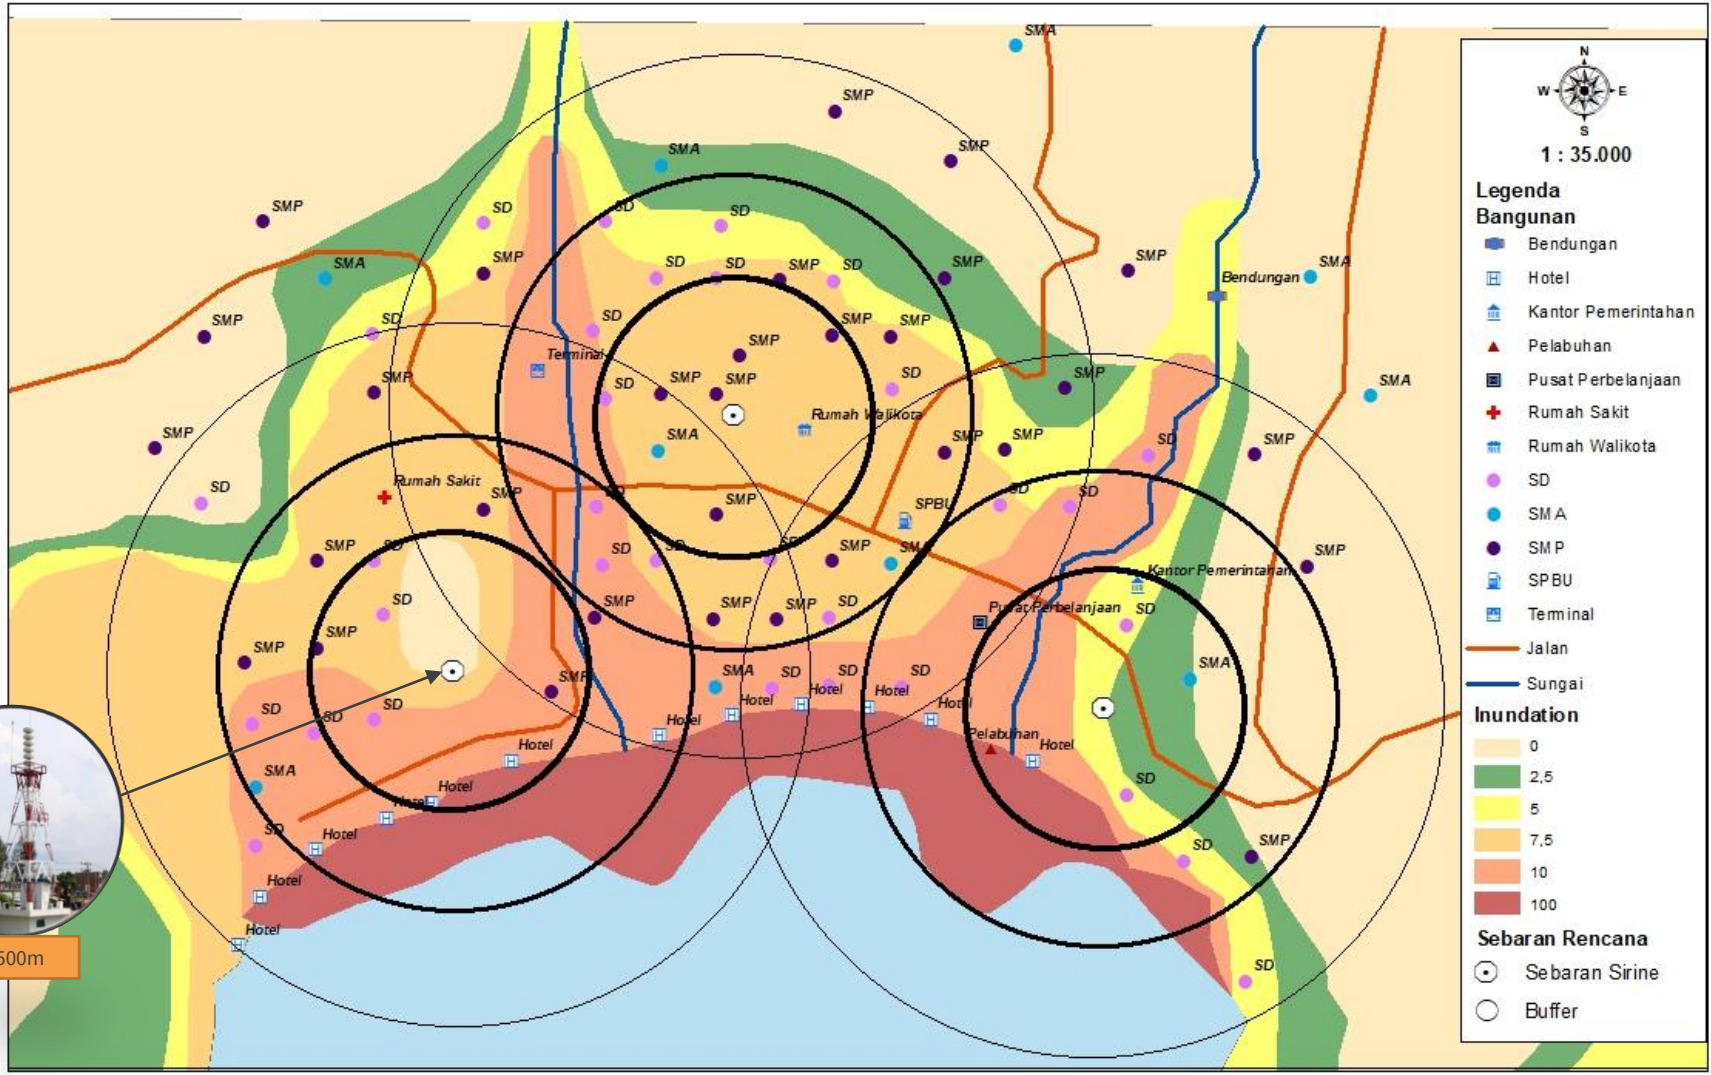 SMA
SMP
SMP
SMA
SMP
SD
SD
SD
SMP
SMA
SMP
SD
SD
SMP
SD
SMP
SMP
Bendungan
SMA
SMP
SD
SD
SMP
SMP
SMP
Terminal
SMP
SD
SMP
SMP
SD
SMP
SMA
Rumah Walikota
SMP
SMA
SMP
SMP
SD
SMP
Rumah Sakit
SD
SMP
SD
SMP
SPBU
SD
SD
SMP
SD
SD
SD
SD
SMP
SMA
SMP
Kantor Pemerintahan
SD
SMP
SMP
SMP
SD
Pusat Perbelanjaan
SD
SMP
SMP
SMP
SMA
SD
SD
SD
SMA
SD
SD
SD
Hotel
Hotel
Hotel
Hotel
Hotel
Pelabuhan
Hotel
Hotel
SMA
Hotel
Hotel
SD
SD
Hotel
SD
SMP
Hotel
Hotel
SD
500m
N
W
E
S
1 : 35.000
Legenda
Bangunan
Bendungan
Hotel
Kantor Pemerintahan
Pelabuhan
Pusat Perbelanjaan
Rumah Sakit
Rumah Walikota
SD
SMA
SMP
SPBU
Terminal
Jalan
Sungai
Inundation
0
2,5
5
7,5
10
100
Sebaran Rencana
Sebaran Sirine
Buffer